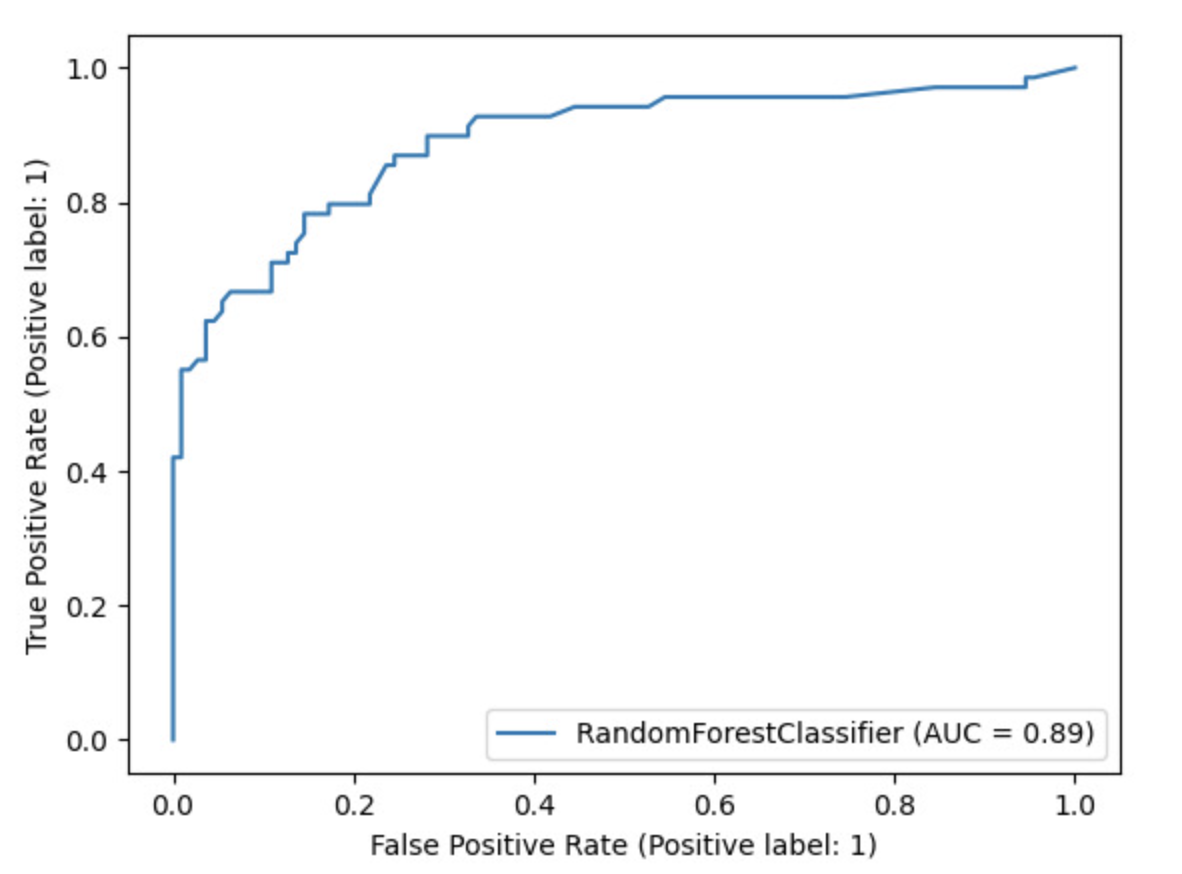 1.0
0.8
0.6
0.4
0.2
0.0
True Positive Rate (Positive label: 1)
RandomForestClassifier (AUC = 0.89)
0.0 0.2 0.4 0.6 0.8 1.0
False Positive Rate (Positive label: 1)